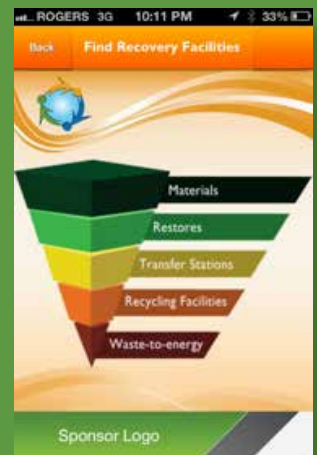 ROGERS 3G 10:11 PM 33%
Back Find Recovery Facilities
Materials
Restores
Transfer Stations
Recycling Facilities
Waste-to-energy
Sponsor Logo